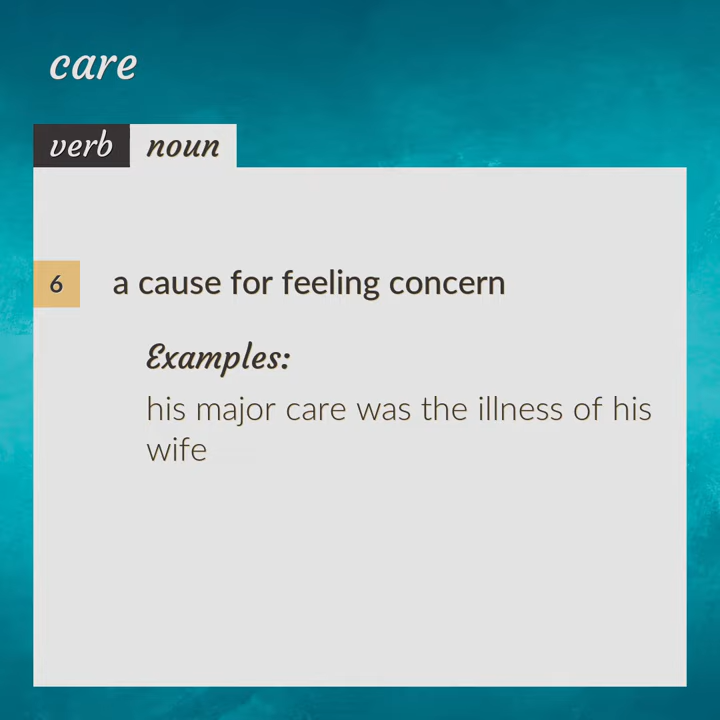 care
verb noun
6 a cause for feeling concern
Examples:
his major care was the illness of his
wife